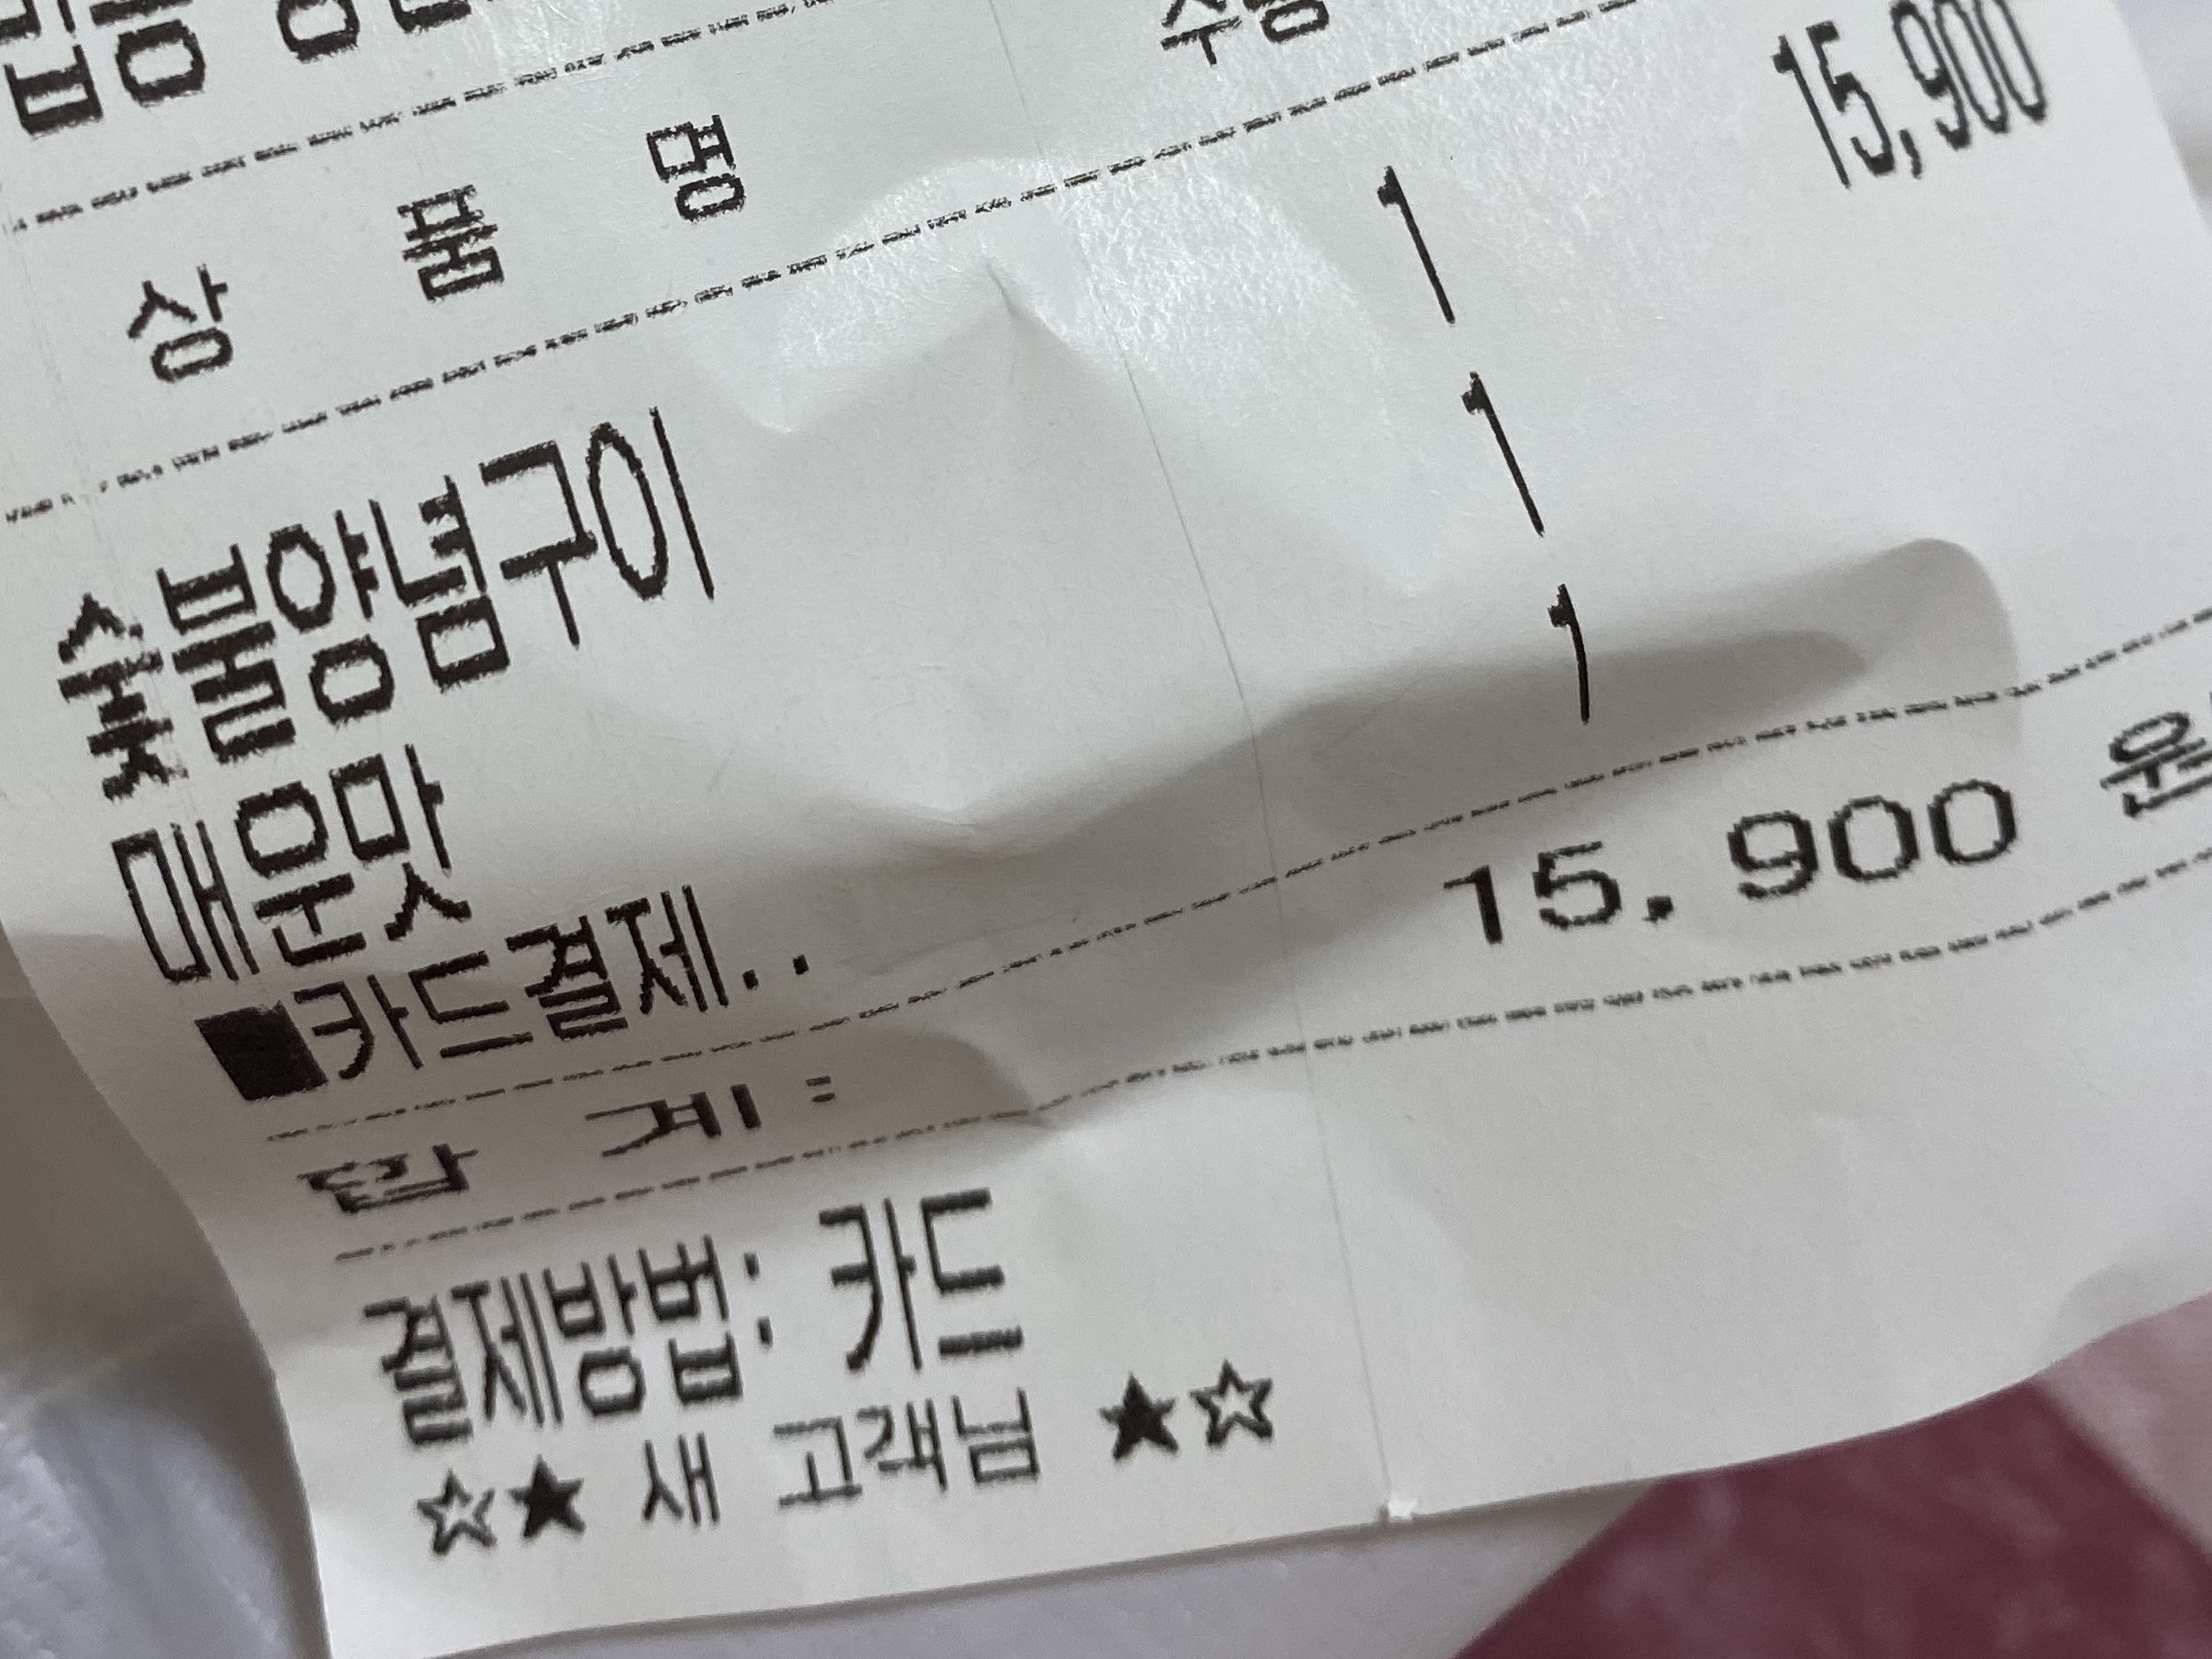 상 품 명 수량
숯불양념구이 1 15,900
매운맛 1
■카드결제.. 1
합 계: 15,900 원
결제방법: 카드
☆★ 새 고객님 ★☆